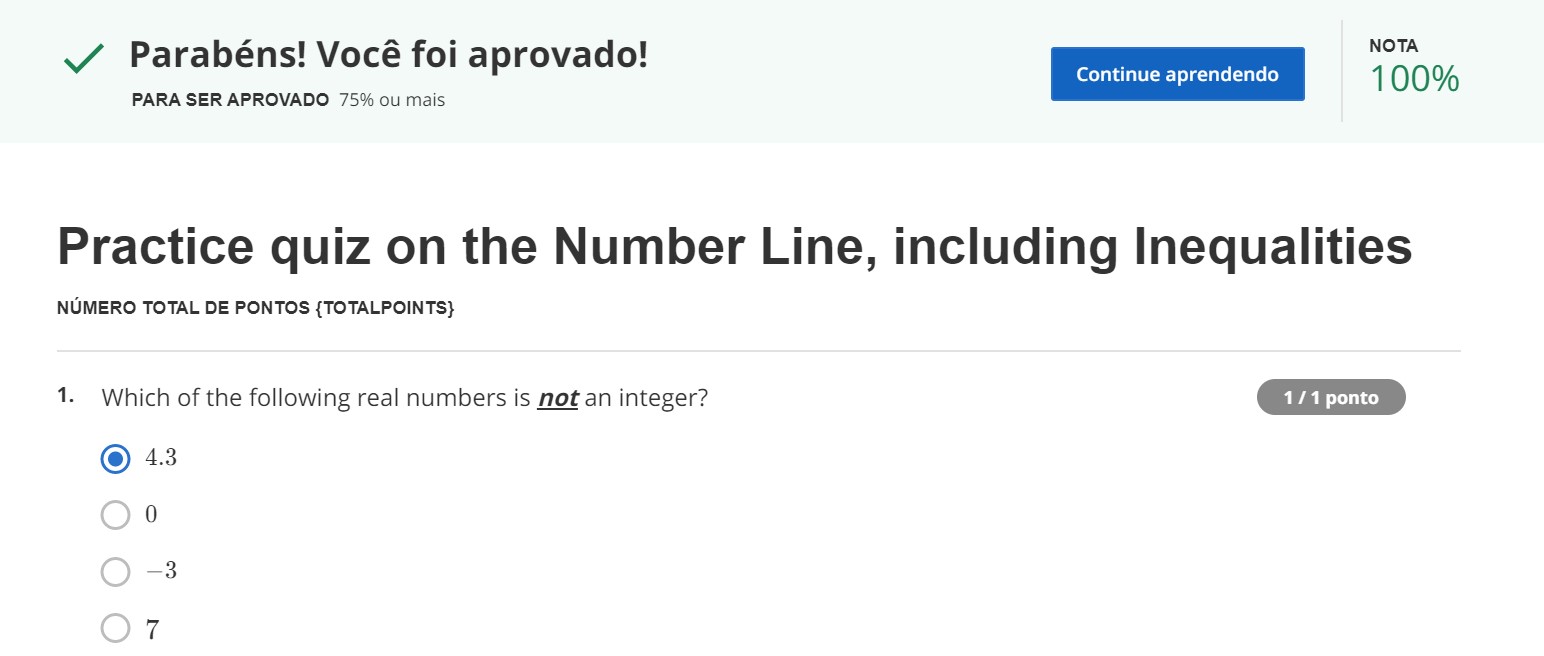 Parabéns! Você foi aprovado!
PARA SER APROVADO 75% ou mais
Continue aprendendo
NOTA
100%
Practice quiz on the Number Line, including Inequalities
NÚMERO TOTAL DE PONTOS {TOTALPOINTS}
1. Which of the following real numbers is not an integer?
1 / 1 ponto
4.3
0
−3
7